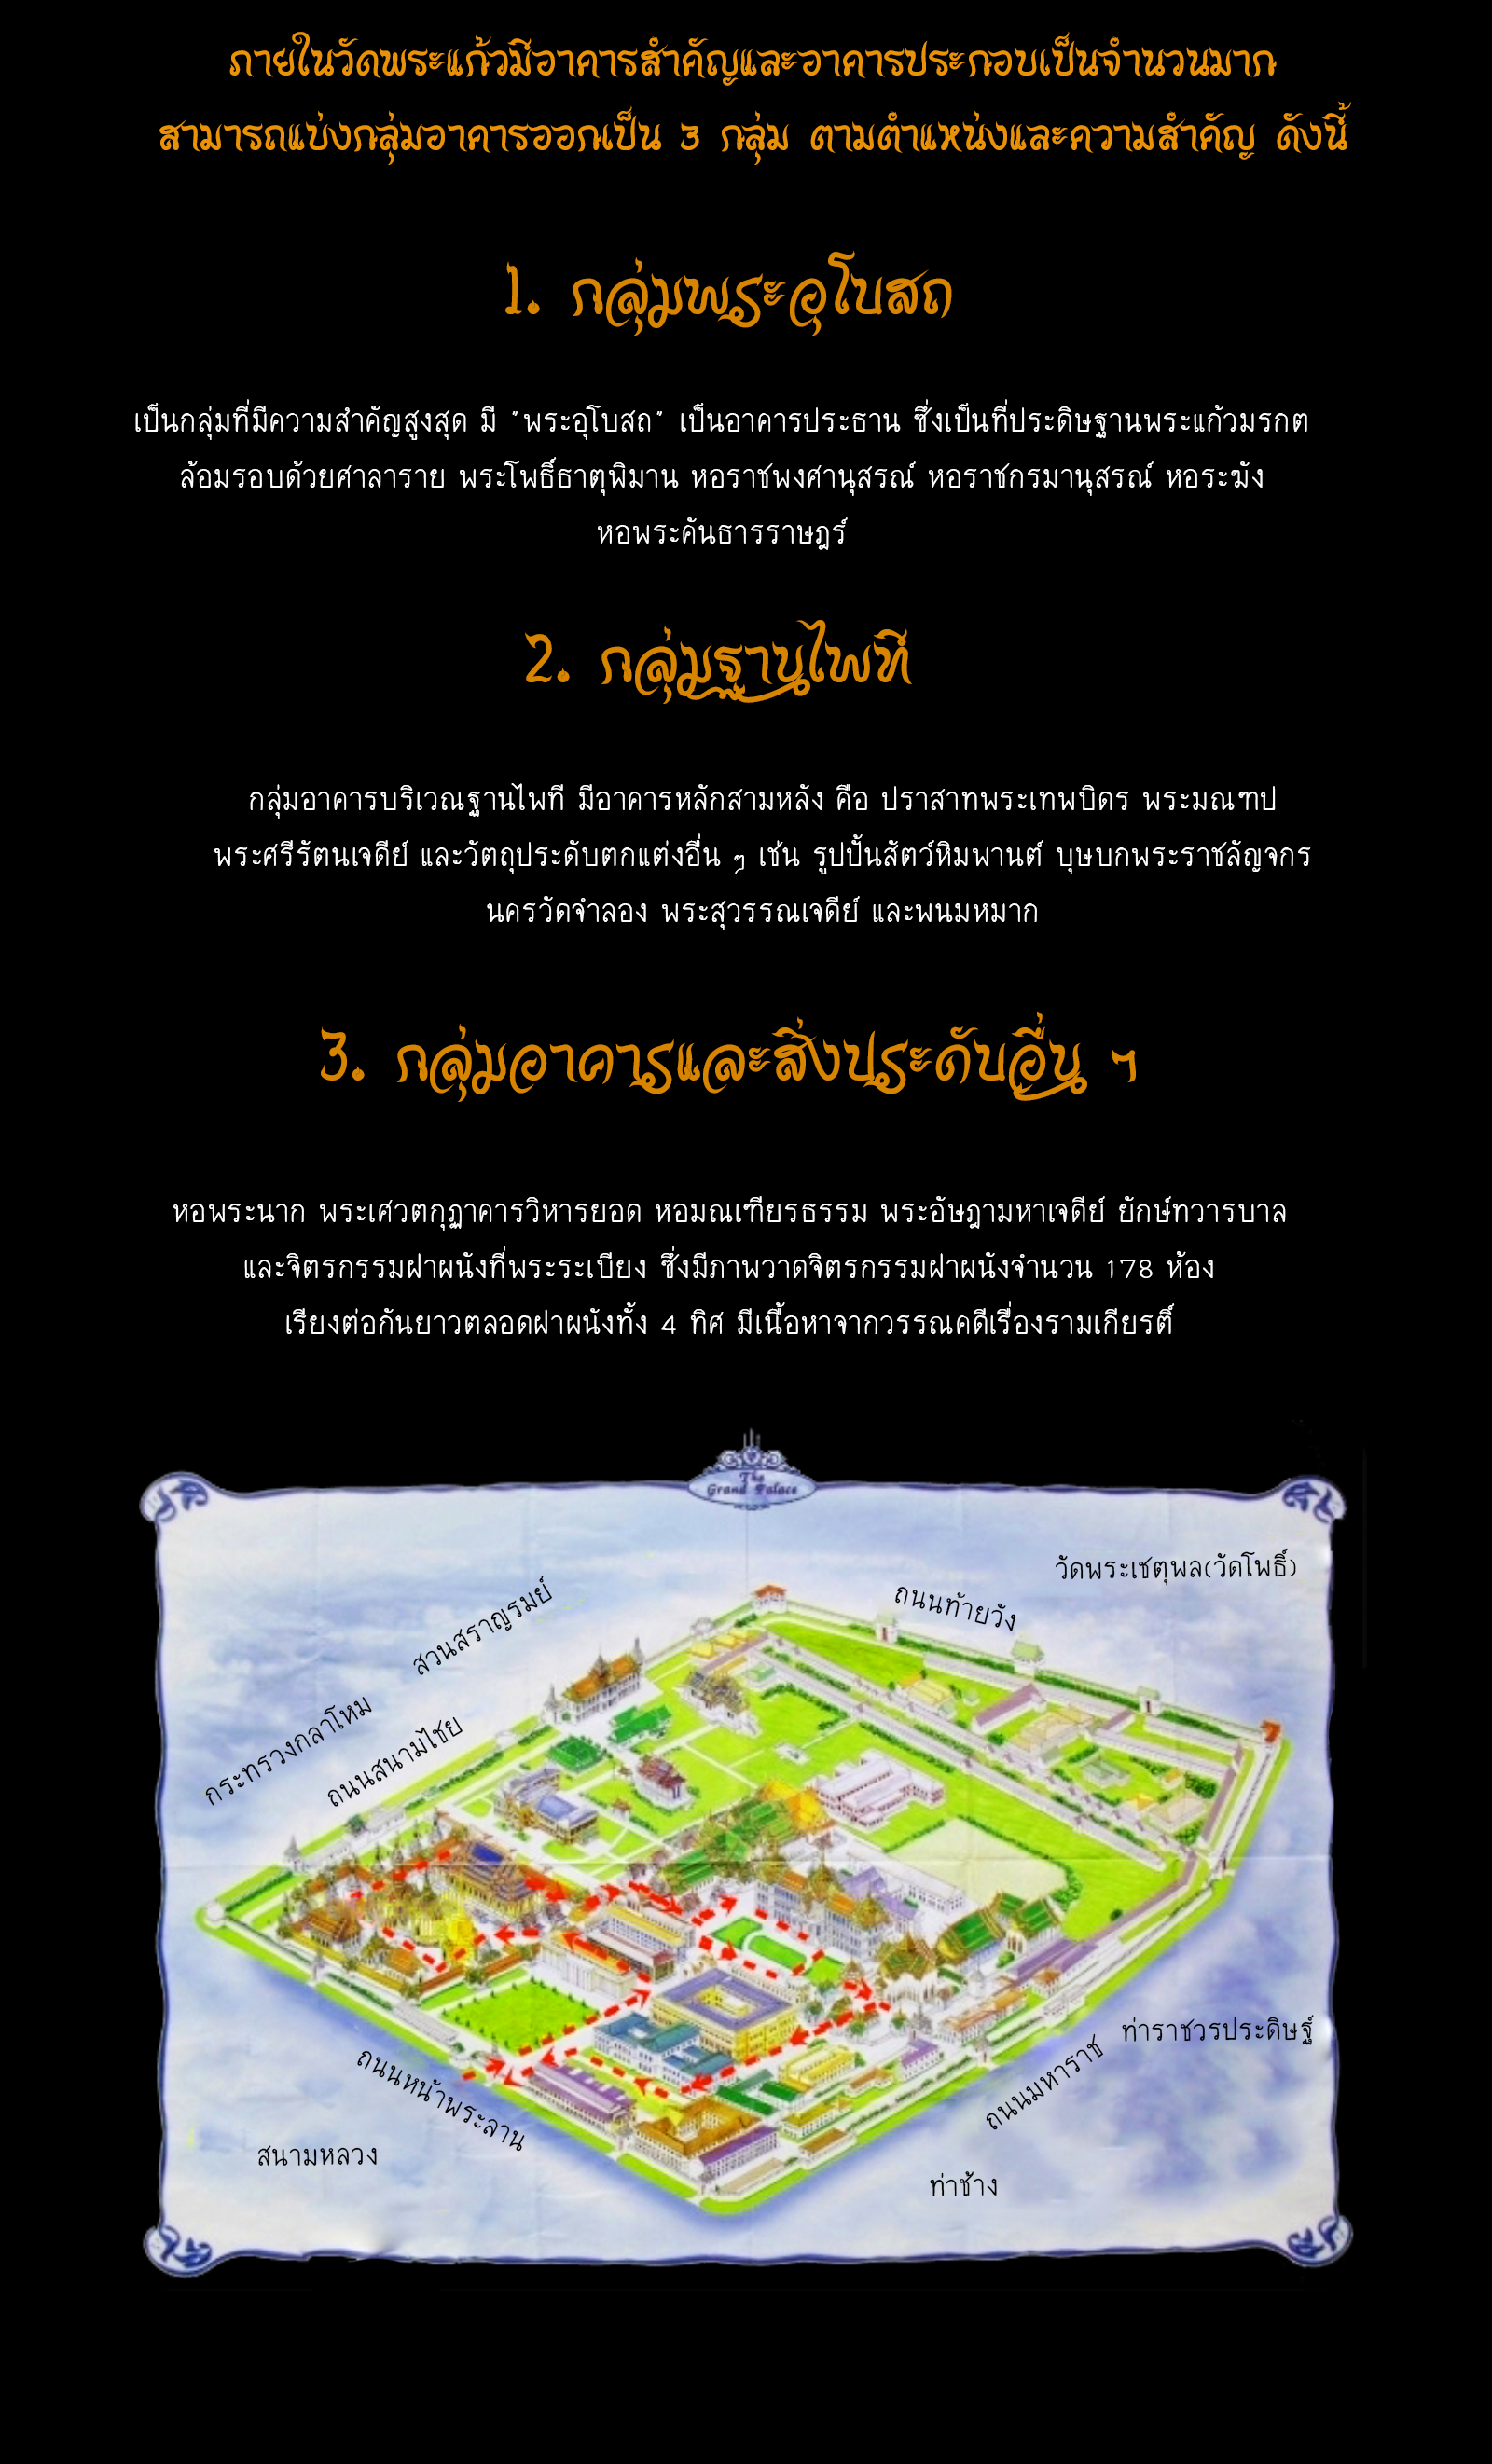 ภายในวัดพระแก้วมีอาคารสำคัญและอาคารประกอบเป็นจำนวนมาก
สามารถแบ่งกลุ่มอาคารออกเป็น 3 กลุ่ม ตามตำแหน่งและความสำคัญ ดังนี้
1. กลุ่มพระอุโบสถ
เป็นกลุ่มที่มีความสำคัญสูงสุด มี "พระอุโบสถ" เป็นอาคารประธาน ซึ่งเป็นที่ประดิษฐานพระแก้วมรกต
ล้อมรอบด้วยศาลาราย พระโพธิ์ธาตุพิมาน หอราชพงศานุสรณ์ หอราชกรมานุสรณ์ หอระฆัง
หอพระคันธารราษฎร์
2. กลุ่มฐานไพที
กลุ่มอาคารบริเวณฐานไพที มีอาคารหลักสามหลัง คือ ปราสาทพระเทพบิดร พระมณฑป
พระศรีรัตนเจดีย์ และวัตถุประดับตกแต่งอื่น ๆ เช่น รูปปั้นสัตว์หิมพานต์ บุษบกพระราชลัญจกร
นครวัดจำลอง พระสุวรรณเจดีย์ และพนมหมาก
3. กลุ่มอาคารและสิ่งประดับอื่น ๆ
หอพระนาก พระเศวตกุฏาคารวิหารยอด หอมณเฑียรธรรม พระอัษฎามหาเจดีย์ ยักษ์ทวารบาล
และจิตรกรรมฝาผนังที่พระระเบียง ซึ่งมีภาพวาดจิตรกรรมฝาผนังจำนวน 178 ห้อง
เรียงต่อกันยาวตลอดฝาผนังทั้ง 4 ทิศ มีเนื้อหาจากวรรณคดีเรื่องรามเกียรติ์
The
Grand Palace
วัดพระเชตุพล(วัดโพธิ์)
ถนนท้ายวัง
สวนสราญรมย์
กระทรวงกลาโหม
ถนนสนามไชย
ท่าราชวรประดิษฐ์
ถนนมหาราช
ถนนหน้าพระลาน
สนามหลวง
ท่าช้าง